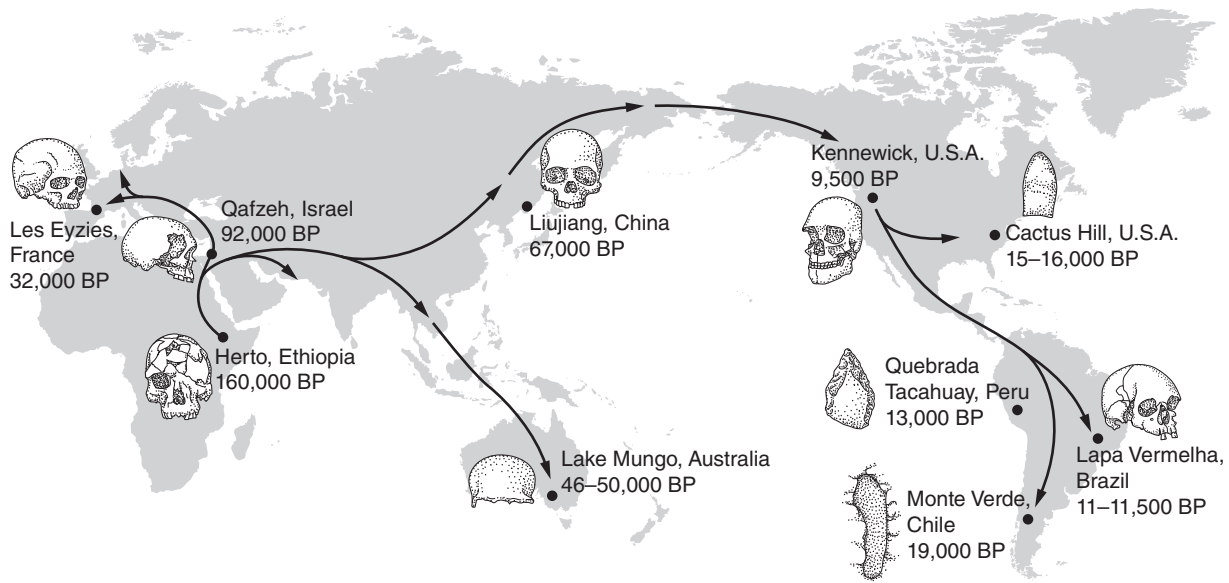 Les Eyzies,
France
32,000 BP
Qafzeh, Israel
92,000 BP
Herto, Ethiopia
160,000 BP
Liujiang, China
67,000 BP
Lake Mungo, Australia
46–50,000 BP
Kennewick, U.S.A.
9,500 BP
Cactus Hill, U.S.A.
15–16,000 BP
Quebrada
Tacahuay, Peru
13,000 BP
Lapa Vermelha,
Brazil
11–11,500 BP
Monte Verde,
Chile
19,000 BP